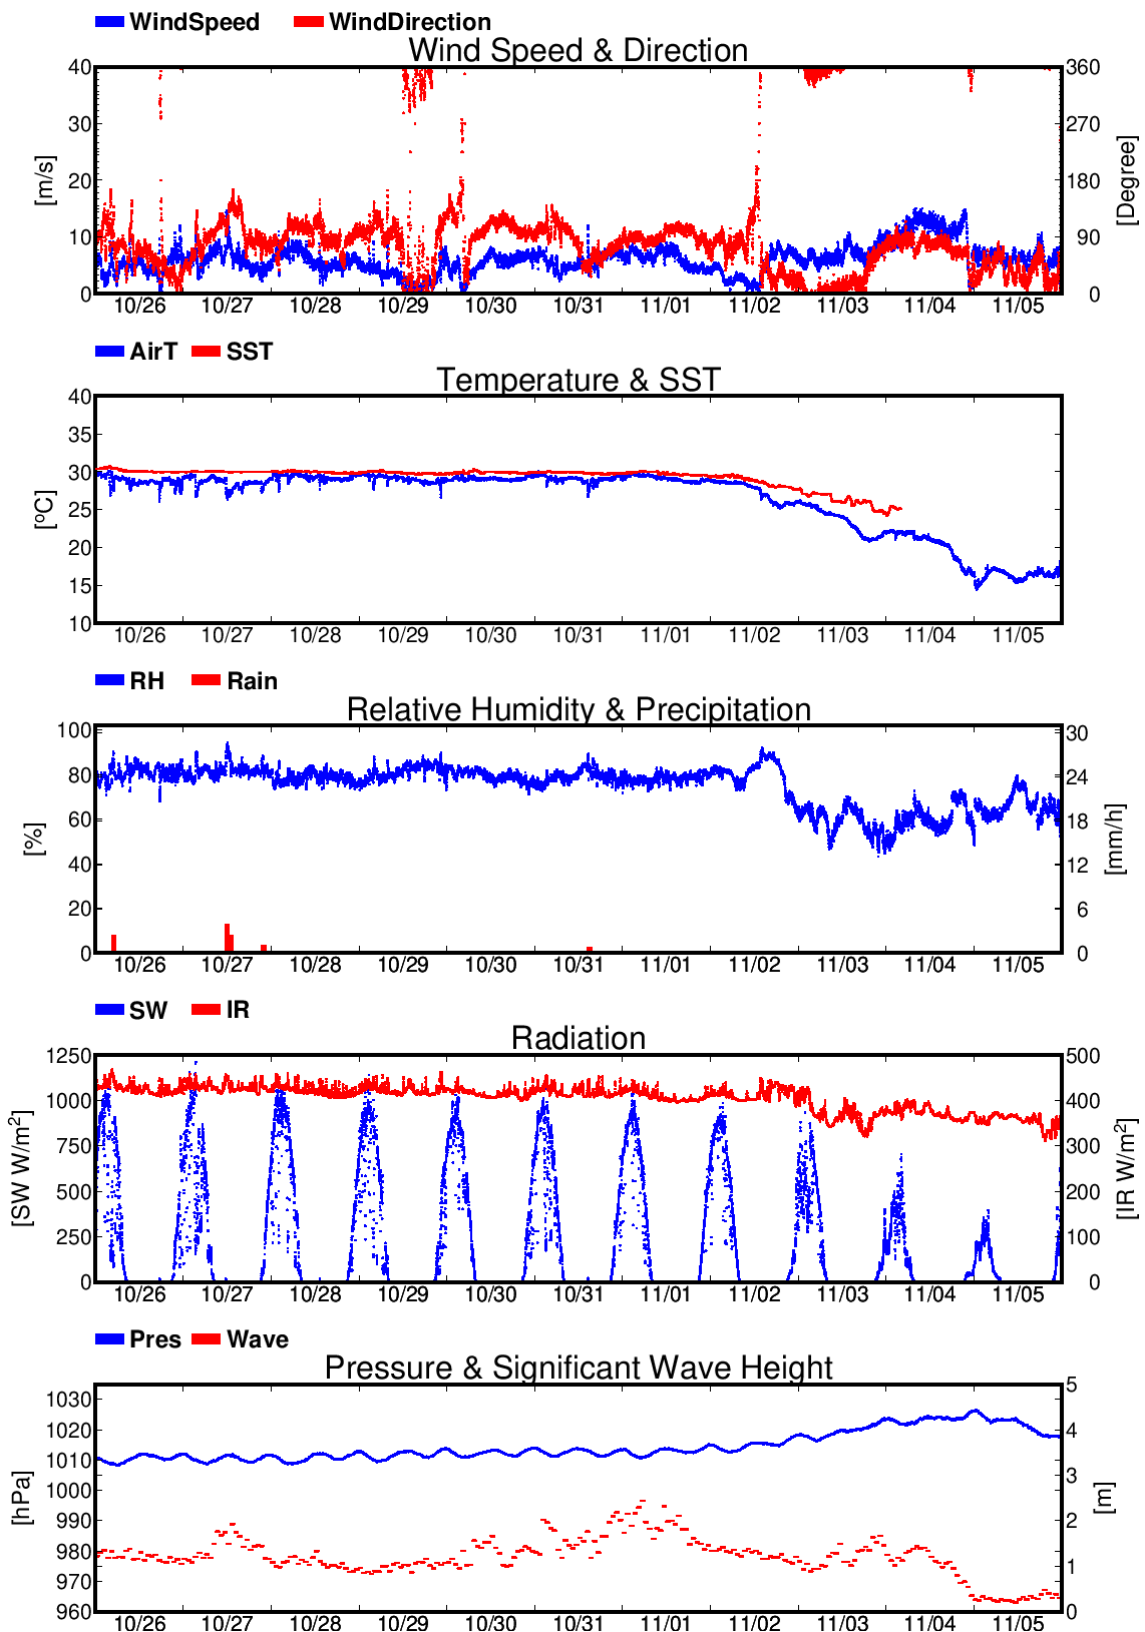 WindSpeed WindDirection
Wind Speed & Direction
40 360
30 270
20 180
10 90
0 0
[m/s] [Degree]
10/26 10/27 10/28 10/29 10/30 10/31 11/01 11/02 11/03 11/04 11/05
AirT SST
Temperature & SST
40
35
30
25
20
15
10
[ºC]
10/26 10/27 10/28 10/29 10/30 10/31 11/01 11/02 11/03 11/04 11/05
RH Rain
Relative Humidity & Precipitation
100 30
80 24
60 18
40 12
20 6
0 0
[%] [mm/h]
10/26 10/27 10/28 10/29 10/30 10/31 11/01 11/02 11/03 11/04 11/05
SW IR
Radiation
1250 500
1000 400
750 300
500 200
250 100
0 0
[SW W/m²] [IR W/m²]
10/26 10/27 10/28 10/29 10/30 10/31 11/01 11/02 11/03 11/04 11/05
Pres Wave
Pressure & Significant Wave Height
1030 5
1020 4
1010 3
1000 2
990 1
980 0
970
960
[hPa] [m]
10/26 10/27 10/28 10/29 10/30 10/31 11/01 11/02 11/03 11/04 11/05